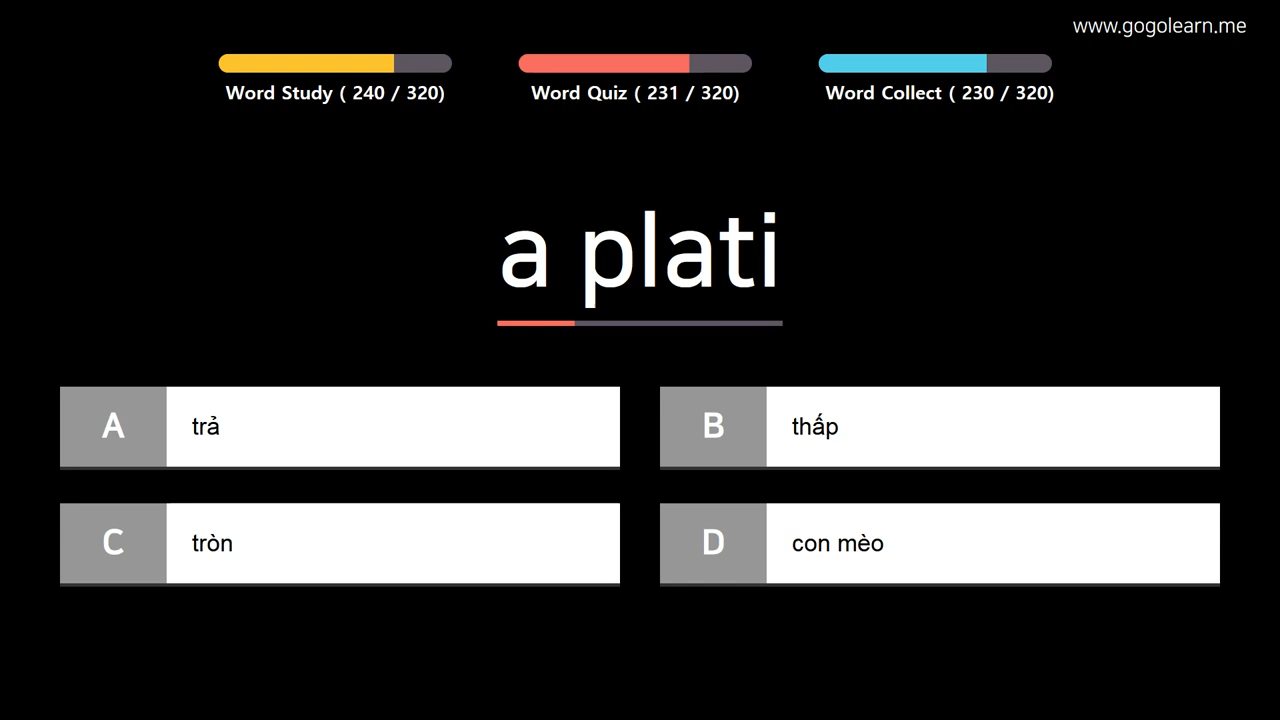 www.gogolearn.me
Word Study ( 240 / 320)
Word Quiz ( 231 / 320)
Word Collect ( 230 / 320)
a plati
A trả
B thấp
C tròn
D con mèo